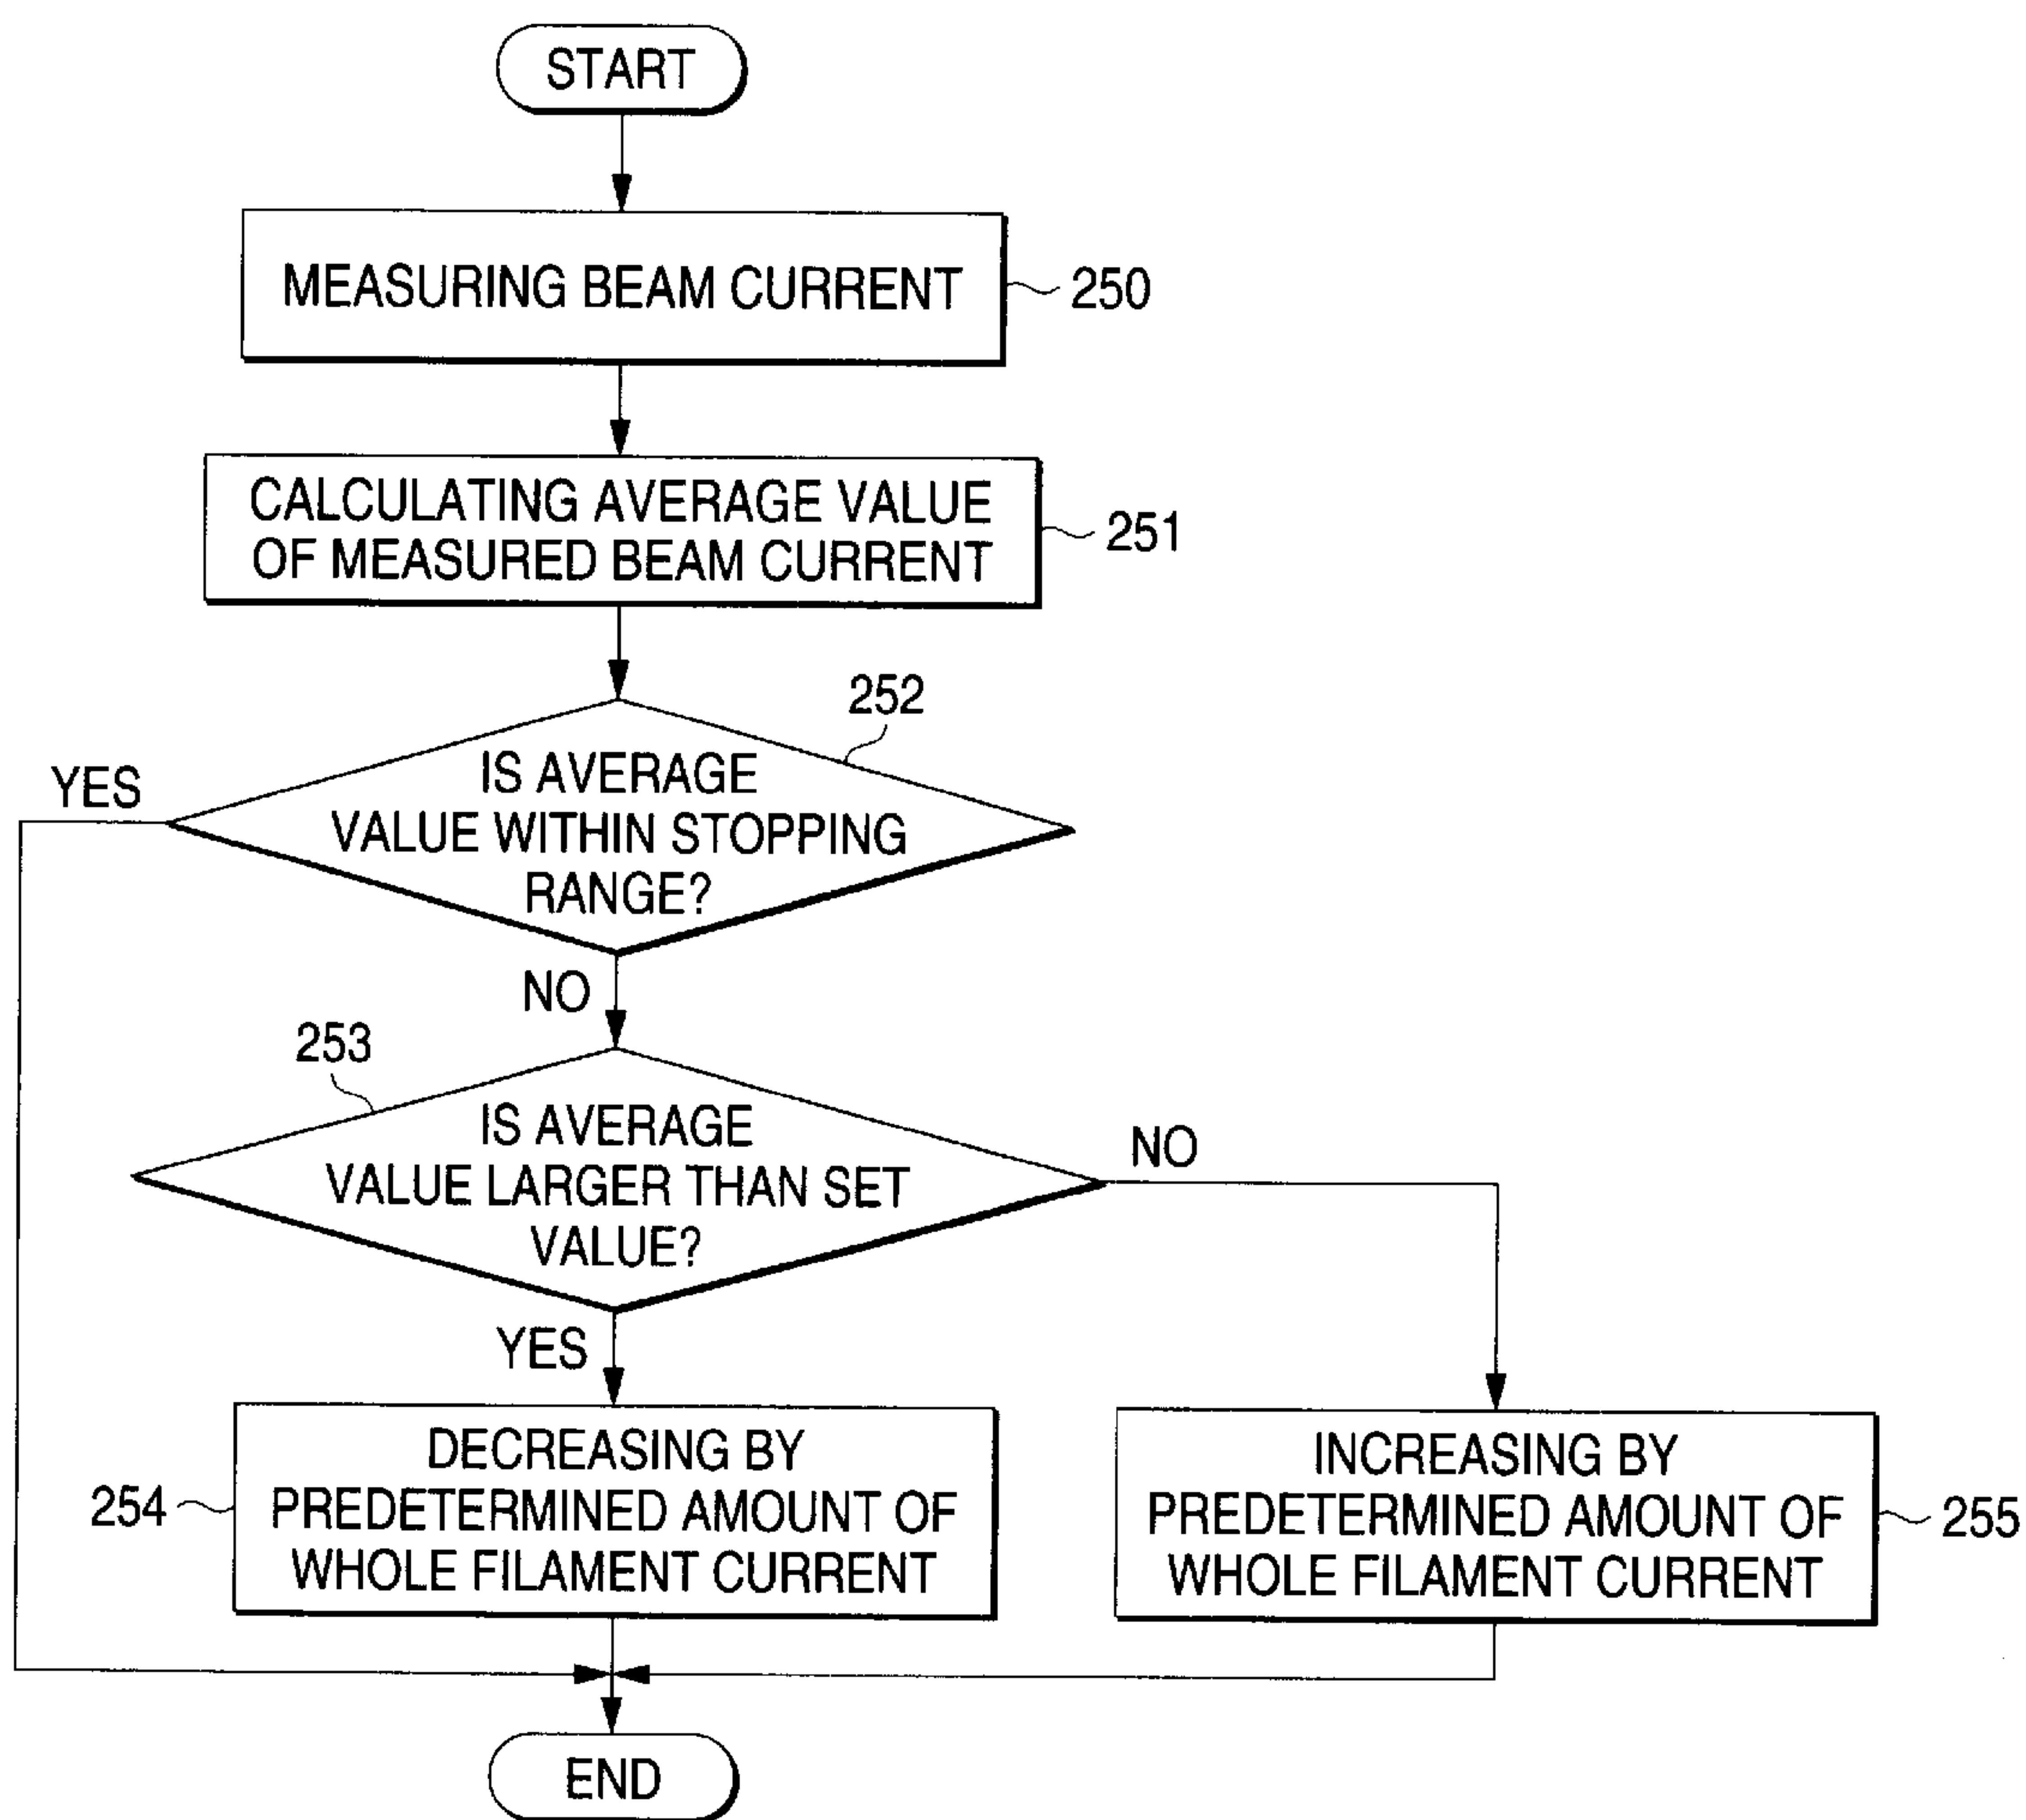 START
MEASURING BEAM CURRENT
250
CALCULATING AVERAGE VALUE
OF MEASURED BEAM CURRENT
251
252
IS AVERAGE
VALUE WITHIN STOPPING
RANGE?
YES
NO
253
IS AVERAGE
VALUE LARGER THAN SET
VALUE?
NO
YES
254
DECREASING BY
PREDETERMINED AMOUNT OF
WHOLE FILAMENT CURRENT
INCREASING BY
PREDETERMINED AMOUNT OF
WHOLE FILAMENT CURRENT
255
END